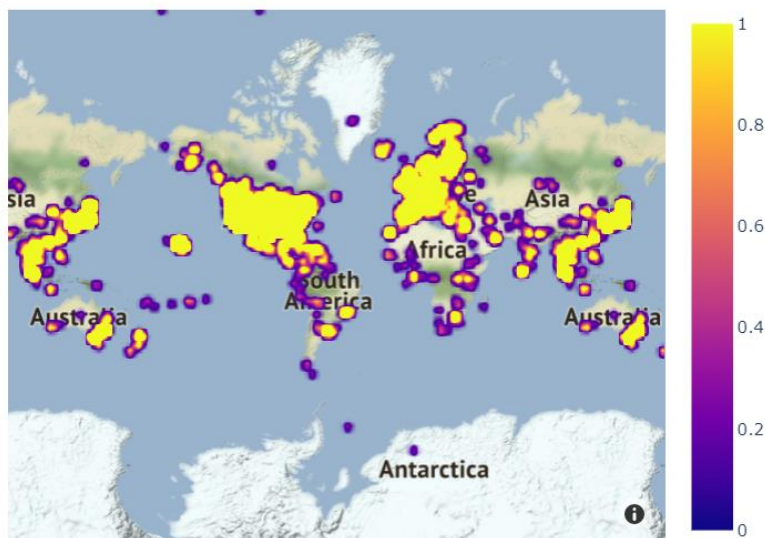 1
0.8
0.6
0.4
0.2
0
sia
e
Asia
Africa
South
America
Australia
Australia
Antarctica
i